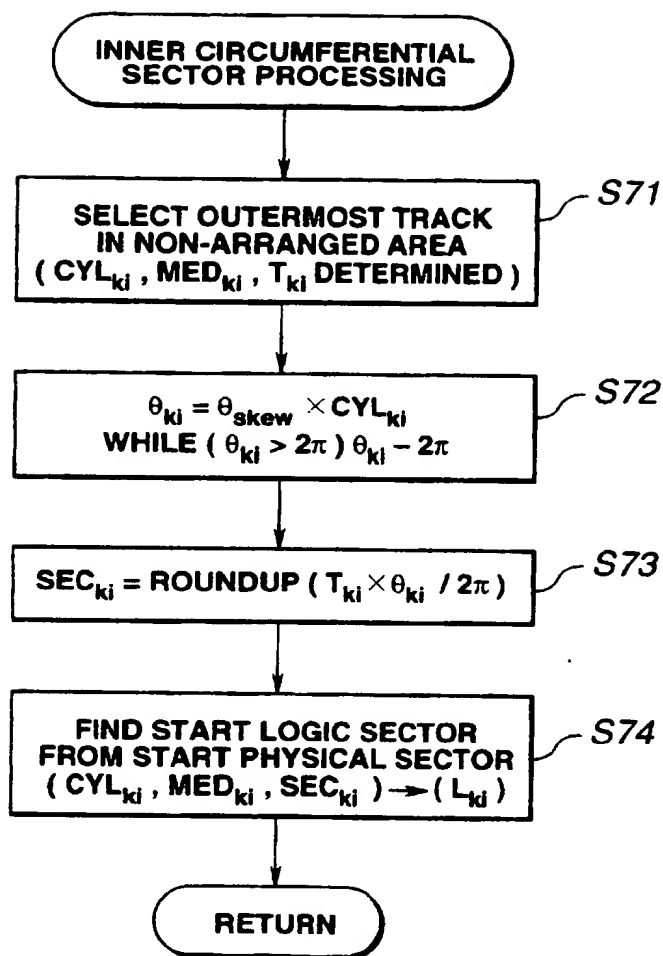 INNER CIRCUMFERENTIAL
SECTOR PROCESSING
S71
SELECT OUTERMOST TRACK
IN NON-ARRANGED AREA
( CYLki , MEDki , Tki DETERMINED )
S72
θki = θskew × CYLki
WHILE ( θki > 2π ) θki − 2π
S73
SECki = ROUNDUP ( Tki × θki / 2π )
S74
FIND START LOGIC SECTOR
FROM START PHYSICAL SECTOR
( CYLki , MEDki , SECki ) → ( Lki )
RETURN